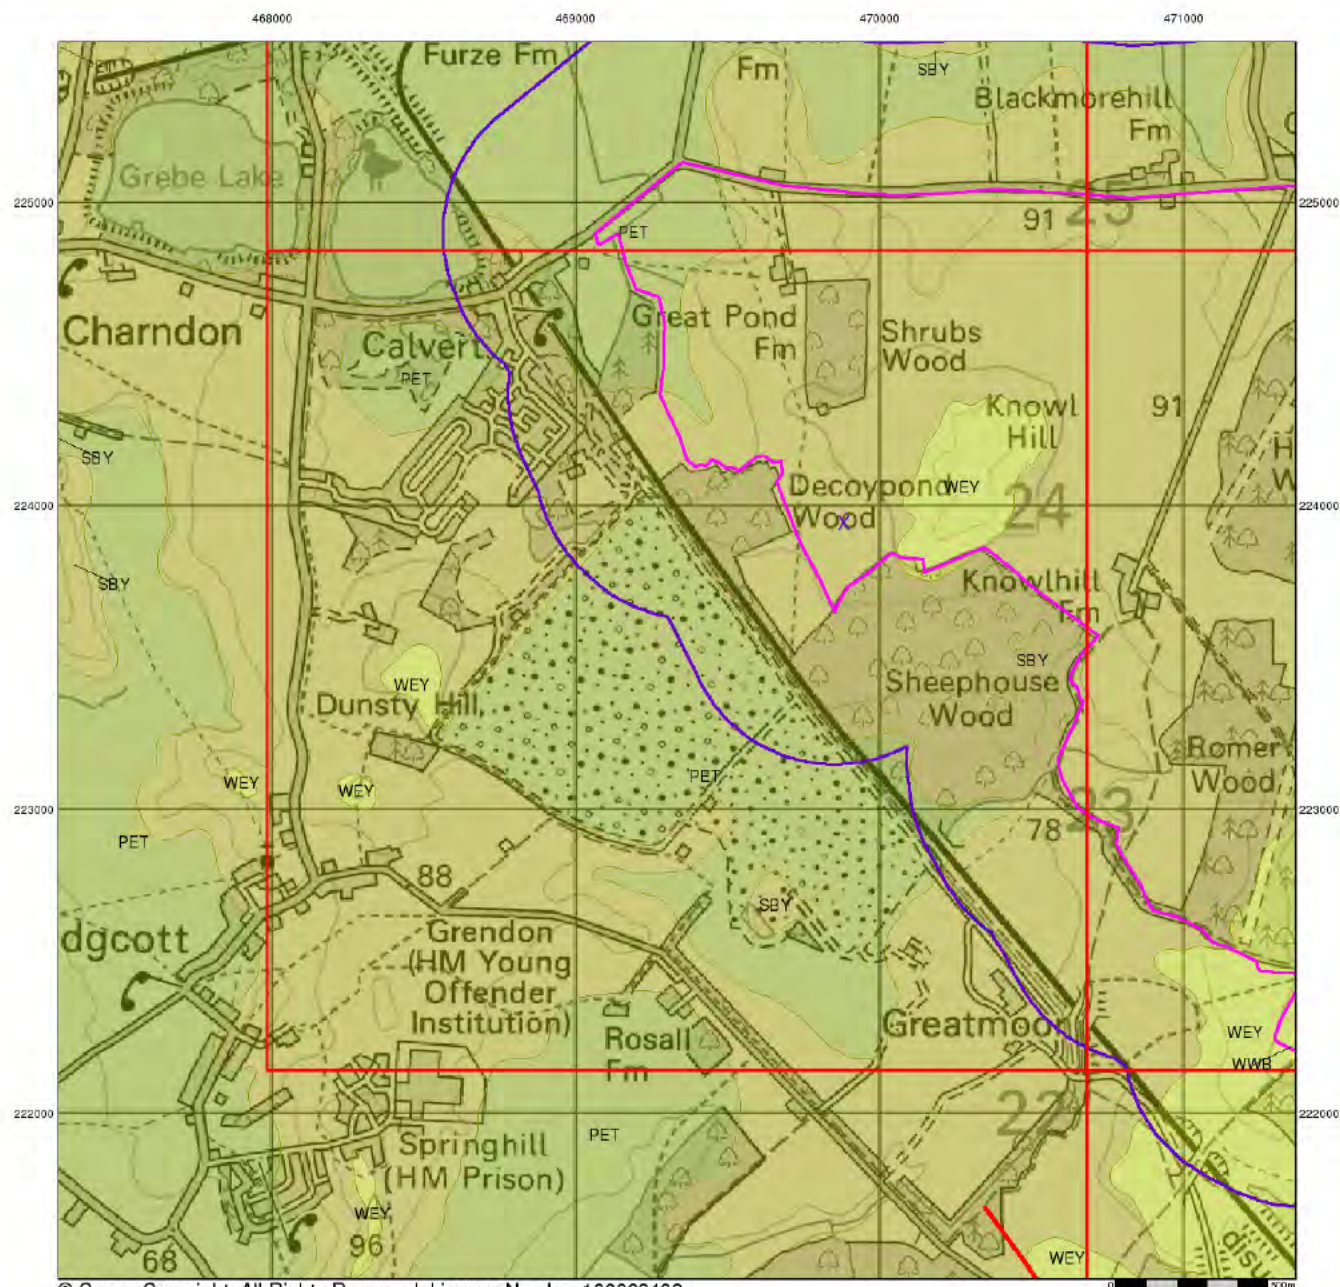 468000 469000 470000 471000
Furze Fm
Fm
SBY
Blackmorehill
Fm
Grebe Lake
225000
25
225000
91
PET
Charndon
Calvert
PET
Great Pond
Fm
Shrubs
Wood
Knowl
Hill
91
SBY
WEY
Decoypond
Wood
X
224000
24
224000
SBY
Knowlhill
Fm
WEY
SBY
Dunsty Hill
Sheephouse
Wood
Romer
Wood
WEY
WEY
PET
223000
23
223000
78
PET
88
SBY
dgcott
Grendon
(HM Young
Offender
Institution)
Rosall
Fm
Greatmoor
WEY
WWB
222000
22
222000
Springhill
(HM Prison)
PET
WEY
96
68
WEY
disu